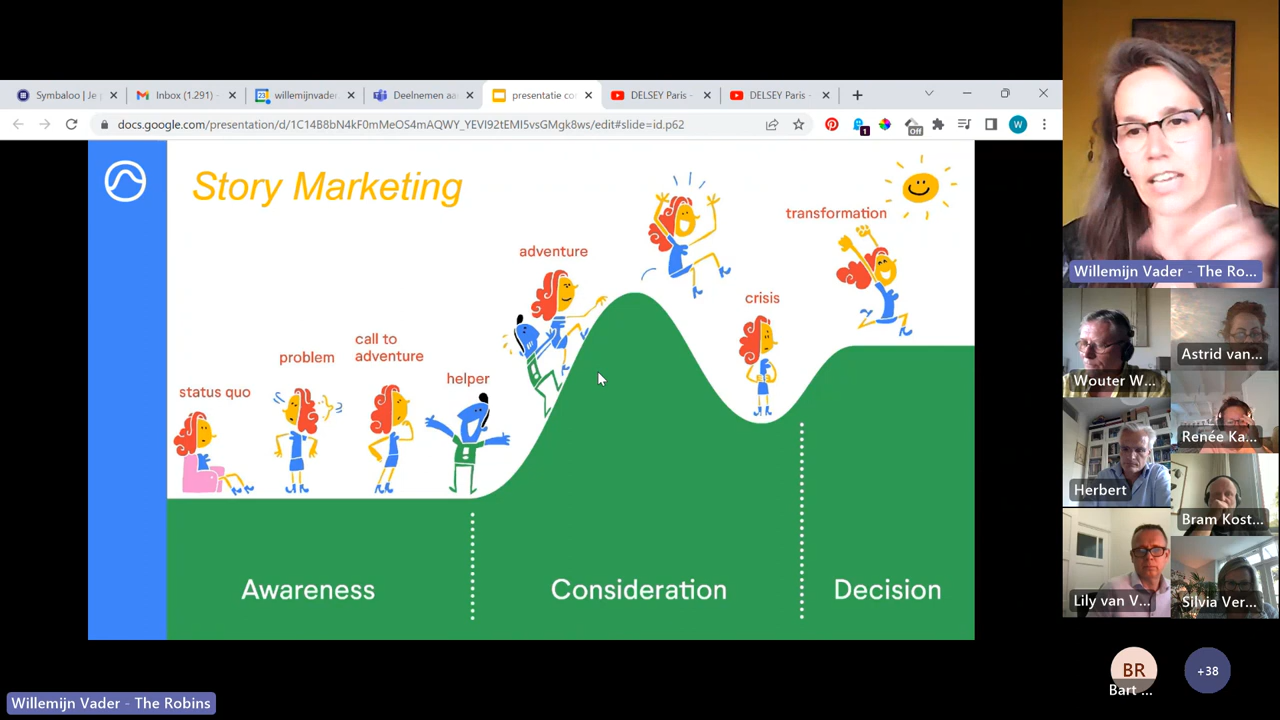 Symbaloo | Je
Inbox (1.291) -
willemijnvader
Deelnemen aa
presentatie co
DELSEY Paris -
DELSEY Paris -
docs.google.com/presentation/d/1C14B8bN4kF0mMeOS4mAQWY_YEVI92tEMI5vsGMgk8ws/edit#slide=id.p62
1
Off
W
Story Marketing
transformation
adventure
crisis
call to
adventure
problem
helper
status quo
Awareness
Consideration
Decision
Willemijn Vader - The Ro...
Wouter W...
Astrid van...
Herbert
Renée Ka...
Bram Kost...
Lily van V...
Silvia Ver...
BR
+38
Bart ...
Willemijn Vader - The Robins